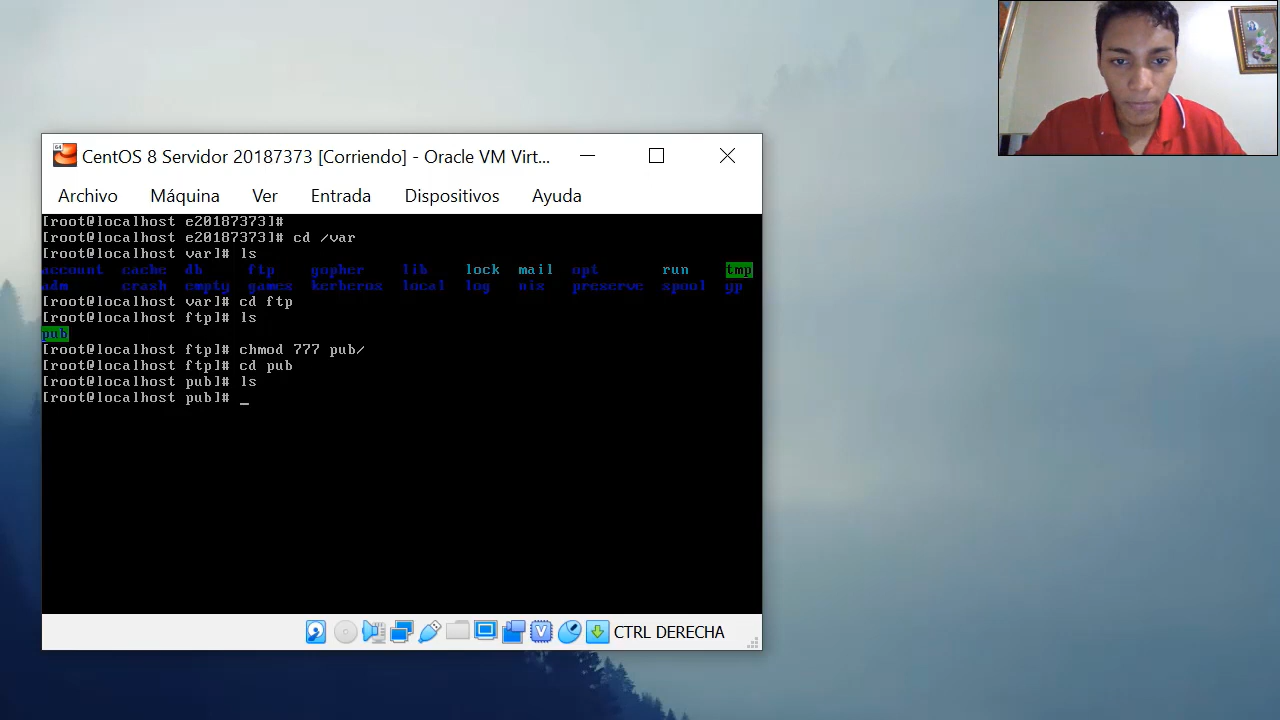 CentOS 8 Servidor 20187373 [Corriendo] - Oracle VM Virt...
Archivo Máquina Ver Entrada Dispositivos Ayuda
[root@localhost e20187373]#
[root@localhost e20187373]# cd /var
[root@localhost var]# ls
account cache db ftp gopher lib lock mail opt run tmp
adm crash empty games kerberos local log nis preserve spool yp
[root@localhost var]# cd ftp
[root@localhost ftp]# ls
pub
[root@localhost ftp]# chmod 777 pub/
[root@localhost ftp]# cd pub
[root@localhost pub]# ls
[root@localhost pub]# _
CTRL DERECHA